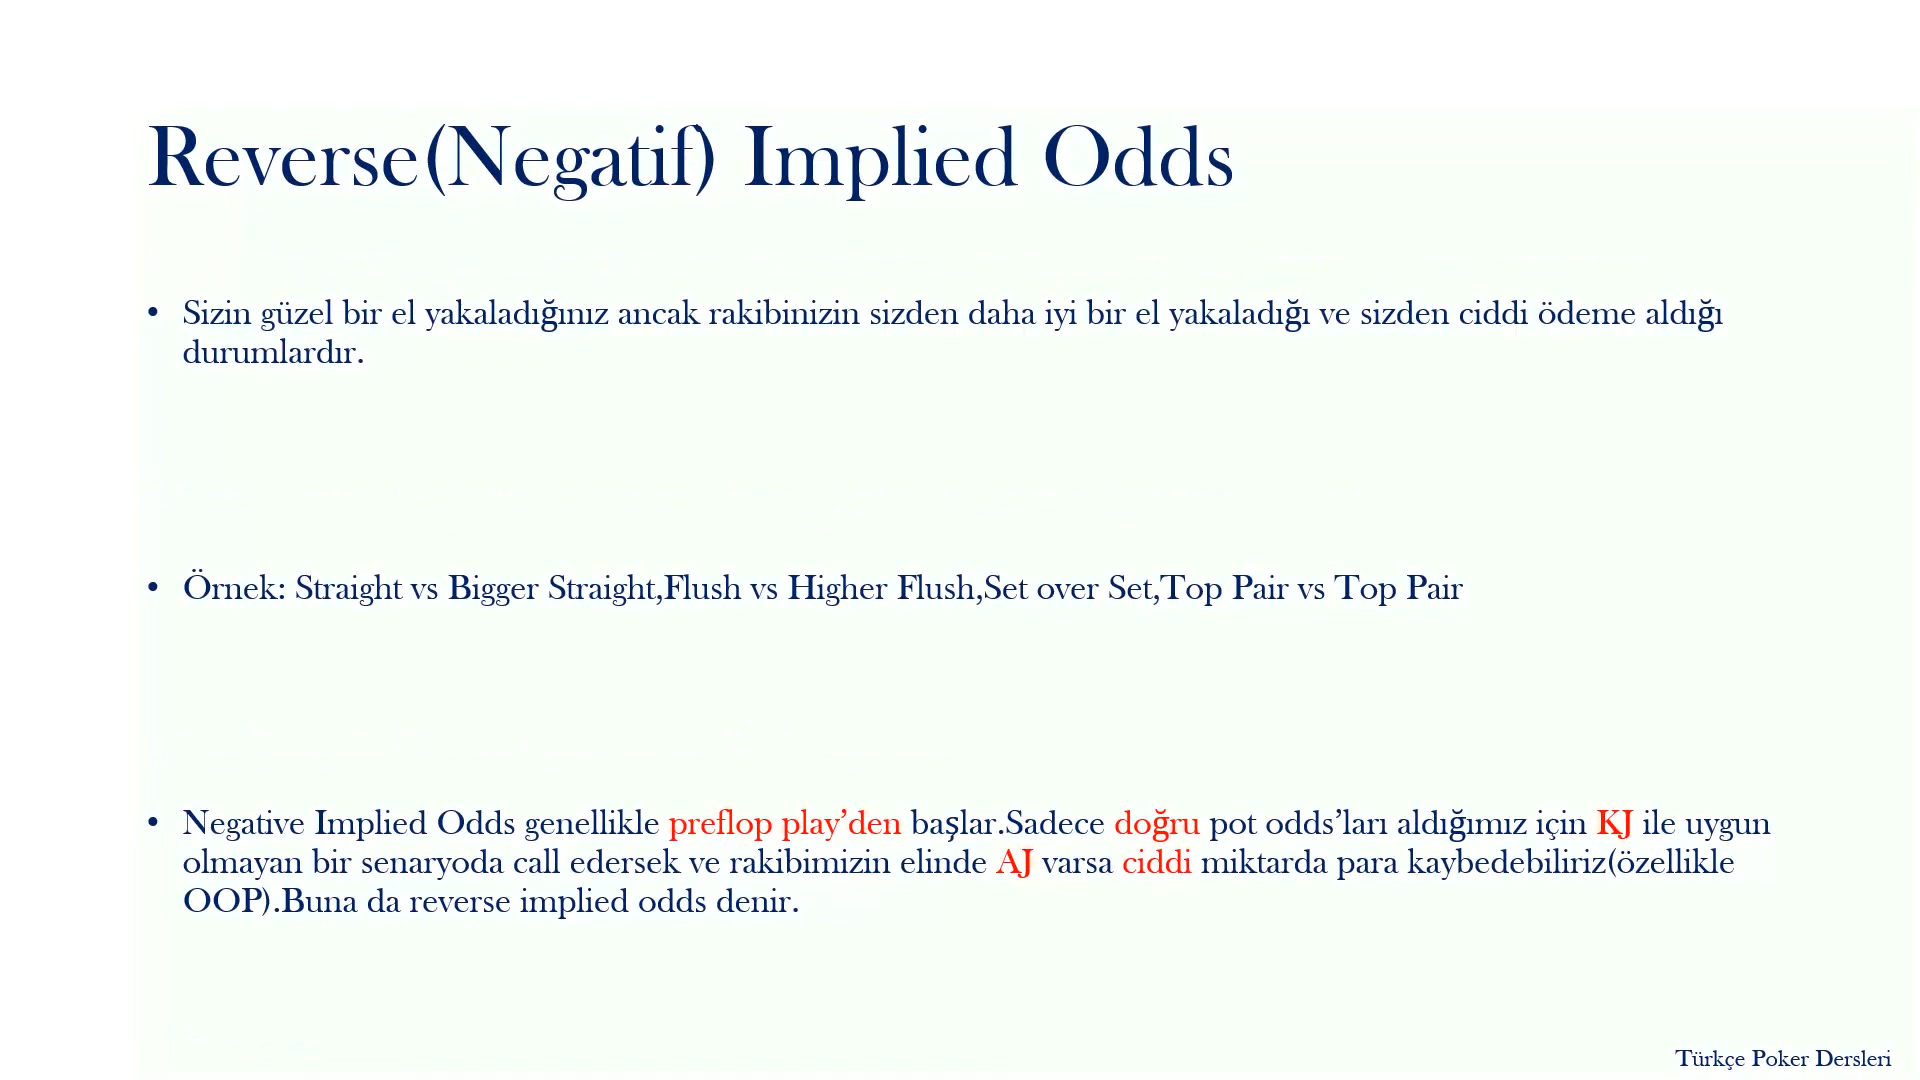 Reverse(Negatif) Implied Odds
• Sizin güzel bir el yakaladığınız ancak rakibinizin sizden daha iyi bir el yakaladığı ve sizden ciddi ödeme aldığı
durumlardır.
• Örnek: Straight vs Bigger Straight,Flush vs Higher Flush,Set over Set,Top Pair vs Top Pair
• Negative Implied Odds genellikle preflop play’den başlar.Sadece doğru pot odds’ları aldığımız için KJ ile uygun
olmayan bir senaryoda call edersek ve rakibimizin elinde AJ varsa ciddi miktarda para kaybedebiliriz(özellikle
OOP).Buna da reverse implied odds denir.
Türkçe Poker Dersleri